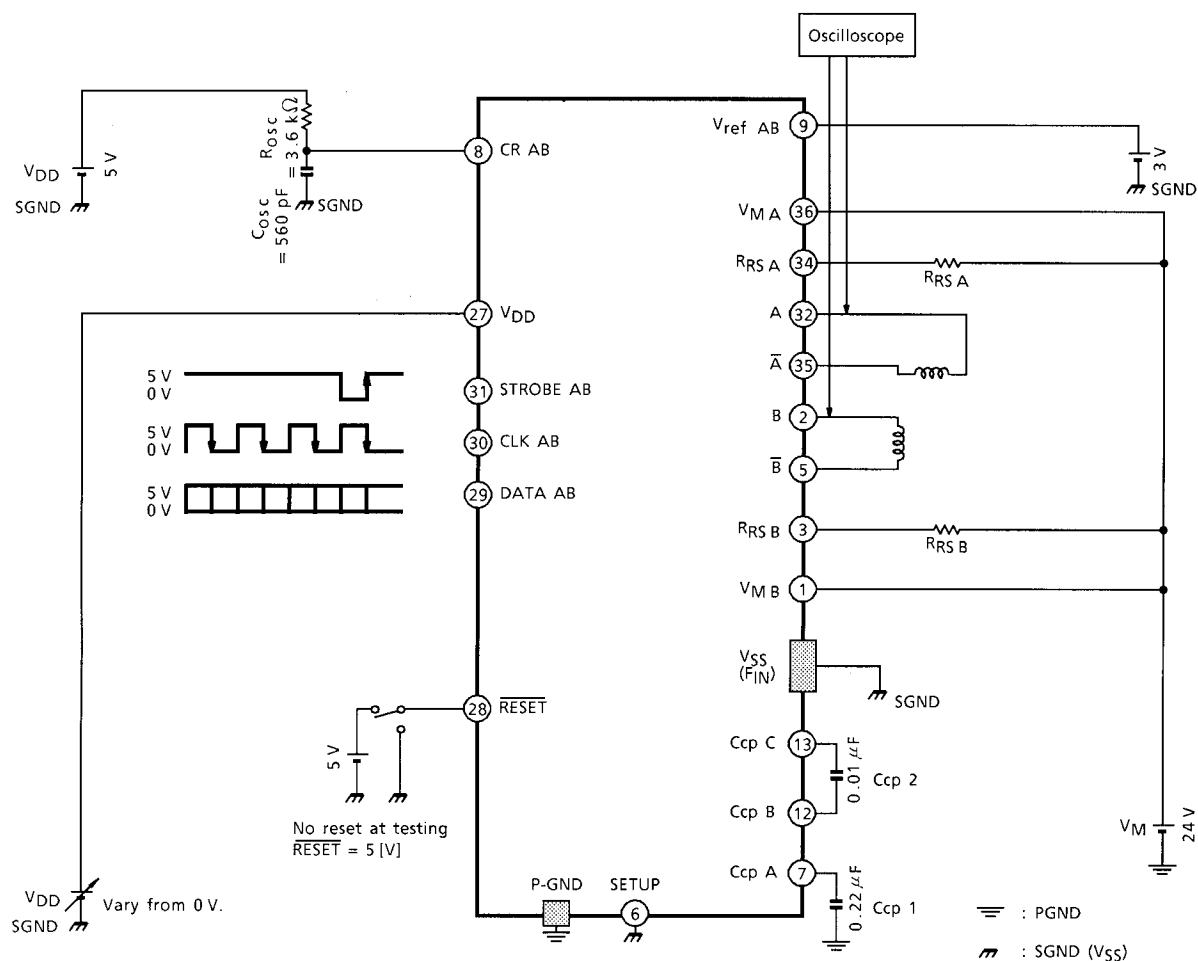 Oscilloscope
Vref AB
9
3 V
SGND
VDD
5 V
SGND
Rosc
= 3.6 kΩ
Cosc
= 560 pF
SGND
8
CR AB
VM A
36
RRS A
34
RRS A
27
VDD
A
32
A̅
35
5 V
0 V
31
STROBE AB
B
2
5 V
0 V
30
CLK AB
B̅
5
5 V
0 V
29
DATA AB
RRS B
3
RRS B
VM B
1
VSS
(FIN)
SGND
28
R̅E̅S̅E̅T̅
5 V
No reset at testing
R̅E̅S̅E̅T̅ = 5 [V]
Ccp C
13
0.01 μF
Ccp 2
Ccp B
12
VM
24 V
Ccp A
7
0.22 μF
Ccp 1
VDD
SGND
Vary from 0 V.
P-GND
SETUP
6
: PGND
: SGND (VSS)